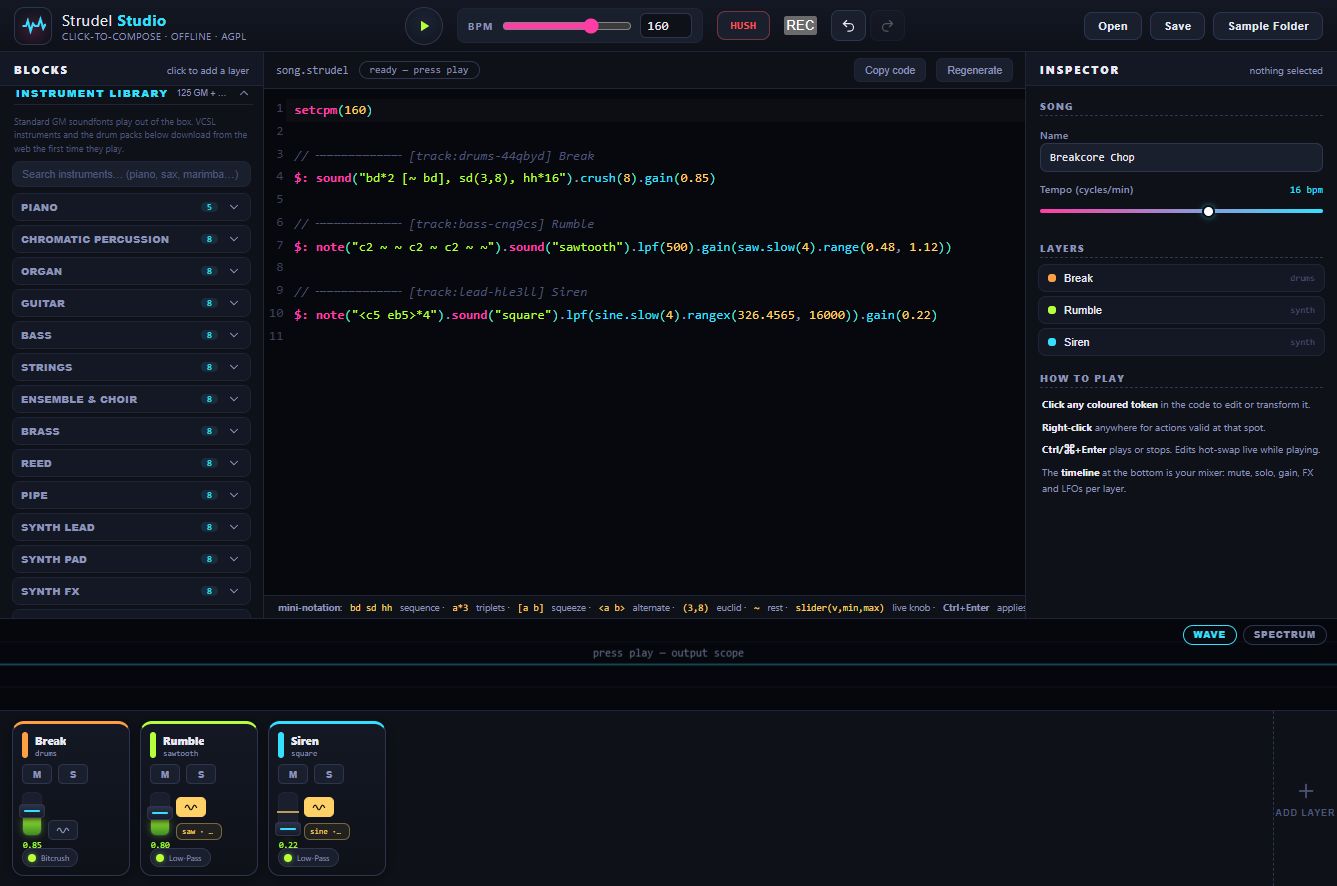 Strudel Studio
CLICK-TO-COMPOSE · OFFLINE · AGPL
BPM 160 HUSH REC
Open Save Sample Folder
BLOCKS click to add a layer
INSTRUMENT LIBRARY 125 GM + ...
Standard GM soundfonts play out of the box. VCSL
instruments and the drum packs below download from the
web the first time they play.
Search instruments... (piano, sax, marimba...)
PIANO 5
CHROMATIC PERCUSSION 8
ORGAN 8
GUITAR 8
BASS 8
STRINGS 8
ENSEMBLE & CHOIR 8
BRASS 8
REED 8
PIPE 8
SYNTH LEAD 8
SYNTH PAD 8
SYNTH FX 8
song.strudel ready — press play Copy code Regenerate
1 setcpm(160)
2
3 // ————————————— [track:drums-44qbyd] Break
4 $: sound("bd*2 [~ bd], sd(3,8), hh*16").crush(8).gain(0.85)
5
6 // ————————————— [track:bass-cnq9cs] Rumble
7 $: note("c2 ~ ~ c2 ~ c2 ~ ~").sound("sawtooth").lpf(500).gain(saw.slow(4).range(0.48, 1.12))
8
9 // ————————————— [track:lead-hle3ll] Siren
10 $: note("<c5 eb5>*4").sound("square").lpf(sine.slow(4).rangex(326.4565, 16000)).gain(0.22)
11
mini-notation: bd sd hh sequence · a*3 triplets · [a b] squeeze · <a b> alternate · (3,8) euclid · ~ rest · slider(v,min,max) live knob · Ctrl+Enter applies
INSPECTOR nothing selected
SONG
Name
Breakcore Chop
Tempo (cycles/min) 16 bpm
LAYERS
Break drums
Rumble synth
Siren synth
HOW TO PLAY
Click any coloured token in the code to edit or transform it.
Right-click anywhere for actions valid at that spot.
Ctrl/⌘+Enter plays or stops. Edits hot-swap live while playing.
The timeline at the bottom is your mixer: mute, solo, gain, FX
and LFOs per layer.
WAVE SPECTRUM
press play — output scope
Break
drums
M S
0.85
Bitcrush
Rumble
sawtooth
M S
saw · …
0.80
Low-Pass
Siren
square
M S
sine ·…
0.22
Low-Pass
+
ADD LAYER